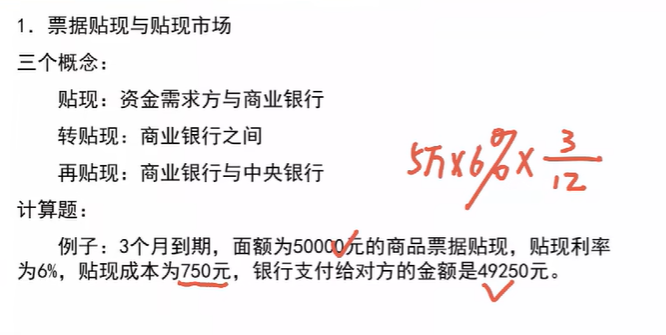 1. 票据贴现与贴现市场
三个概念：
贴现：资金需求方与商业银行
转贴现：商业银行之间
再贴现：商业银行与中央银行
5万×6%×3/12
计算题：
例子：3个月到期，面额为50000元的商品票据贴现，贴现利率
为6%，贴现成本为750元，银行支付给对方的金额是49250元。